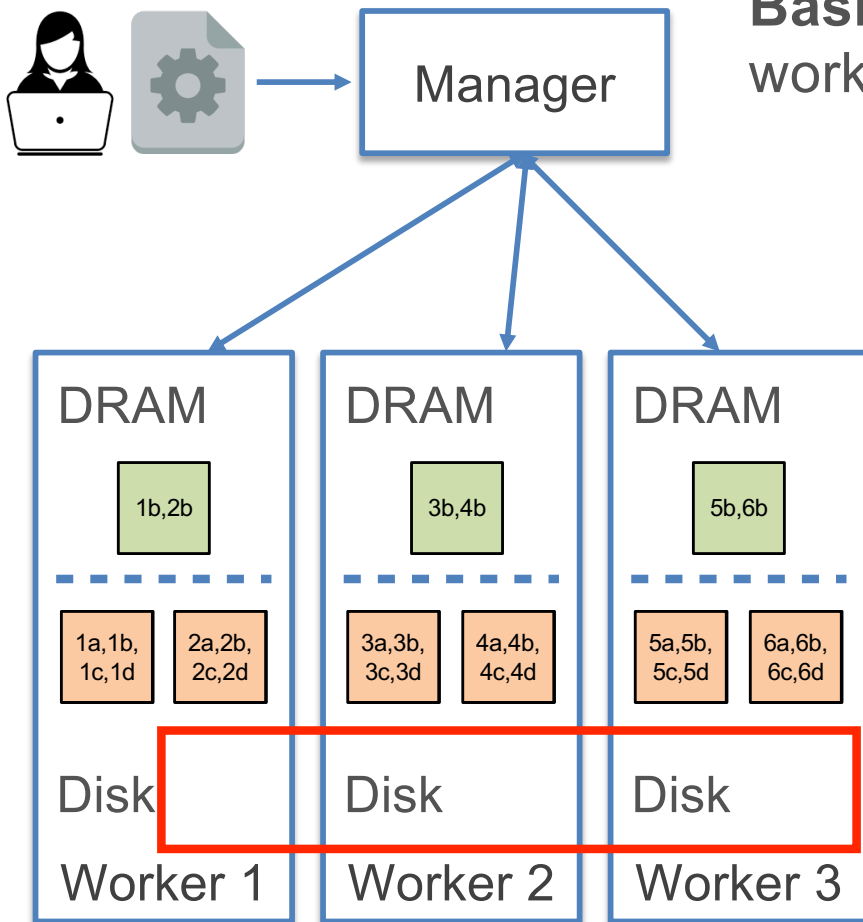 Basi
work
Manager
DRAM
DRAM
DRAM
1b,2b
3b,4b
5b,6b
1a,1b,
1c,1d
2a,2b,
2c,2d
3a,3b,
3c,3d
4a,4b,
4c,4d
5a,5b,
5c,5d
6a,6b,
6c,6d
Disk
Disk
Disk
Worker 1
Worker 2
Worker 3